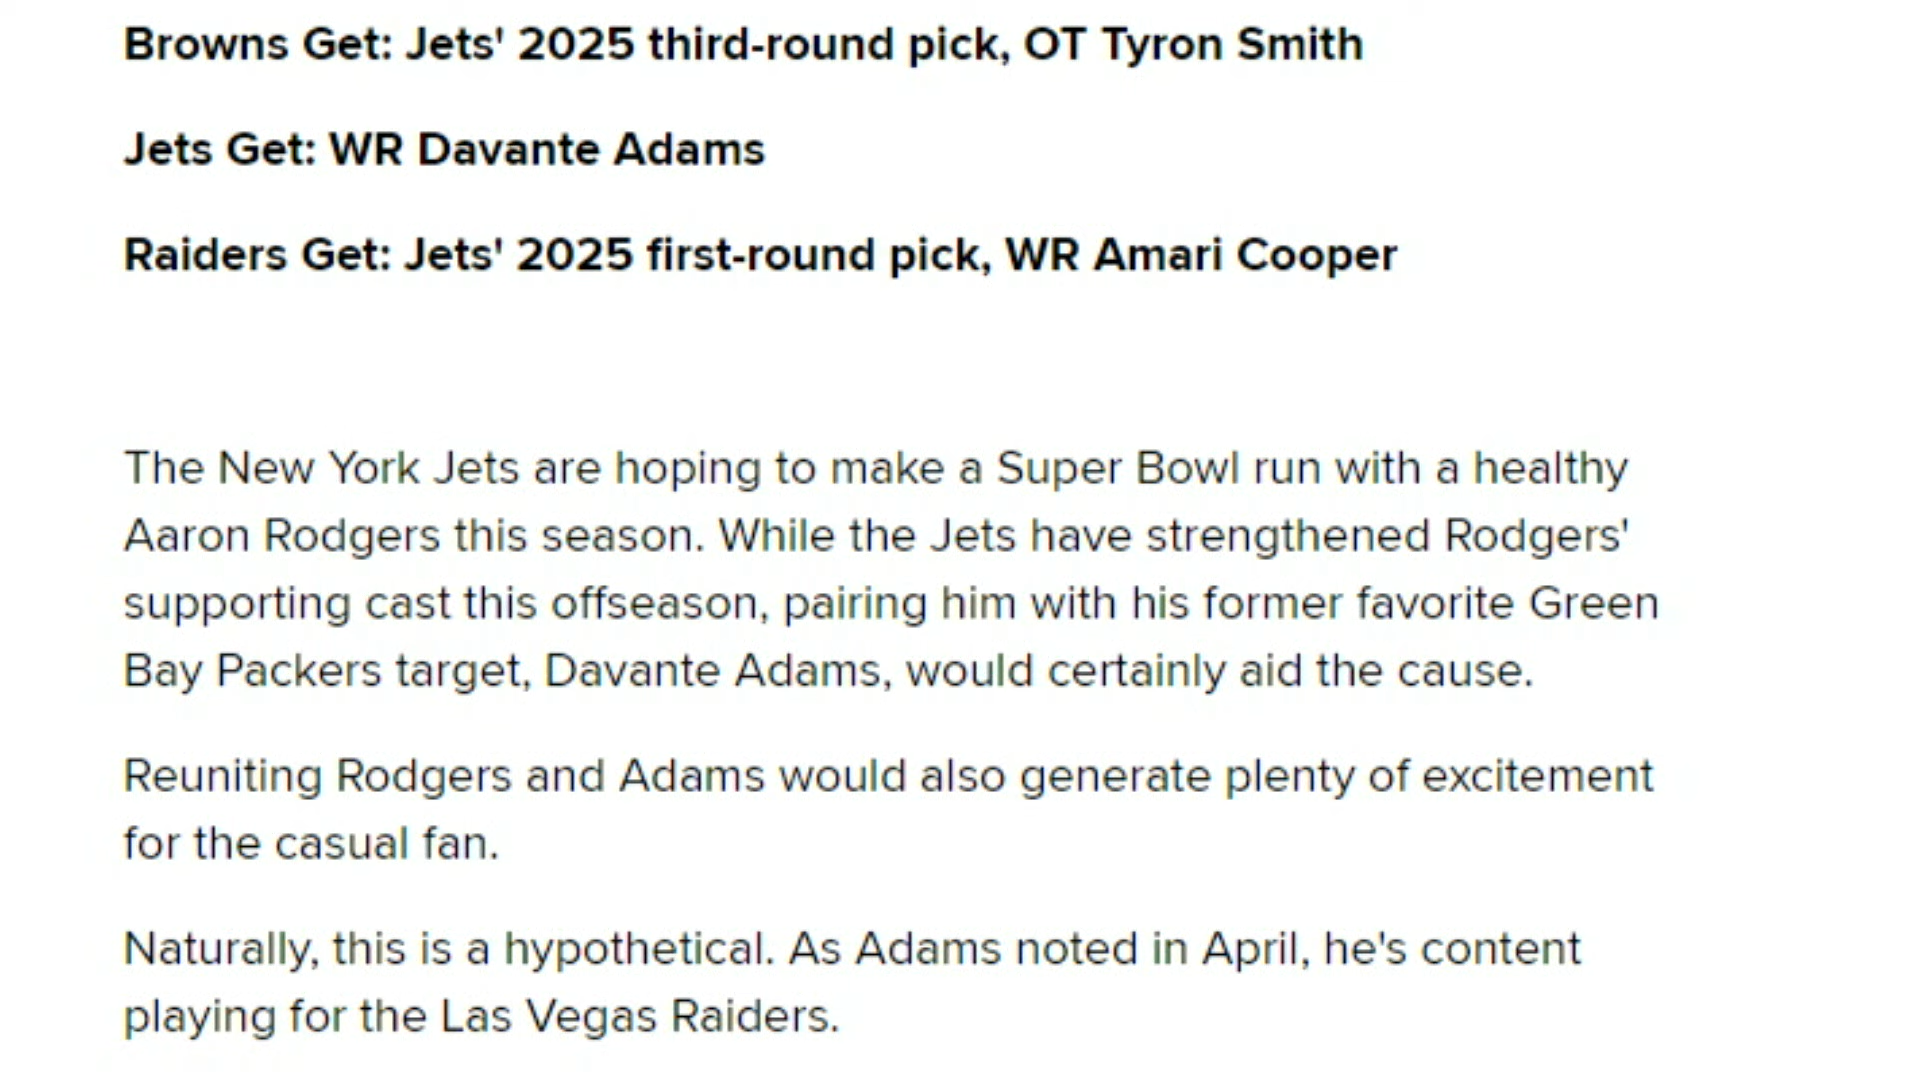 Browns Get: Jets' 2025 third-round pick, OT Tyron Smith
Jets Get: WR Davante Adams
Raiders Get: Jets' 2025 first-round pick, WR Amari Cooper
The New York Jets are hoping to make a Super Bowl run with a healthy
Aaron Rodgers this season. While the Jets have strengthened Rodgers'
supporting cast this offseason, pairing him with his former favorite Green
Bay Packers target, Davante Adams, would certainly aid the cause.
Reuniting Rodgers and Adams would also generate plenty of excitement
for the casual fan.
Naturally, this is a hypothetical. As Adams noted in April, he's content
playing for the Las Vegas Raiders.